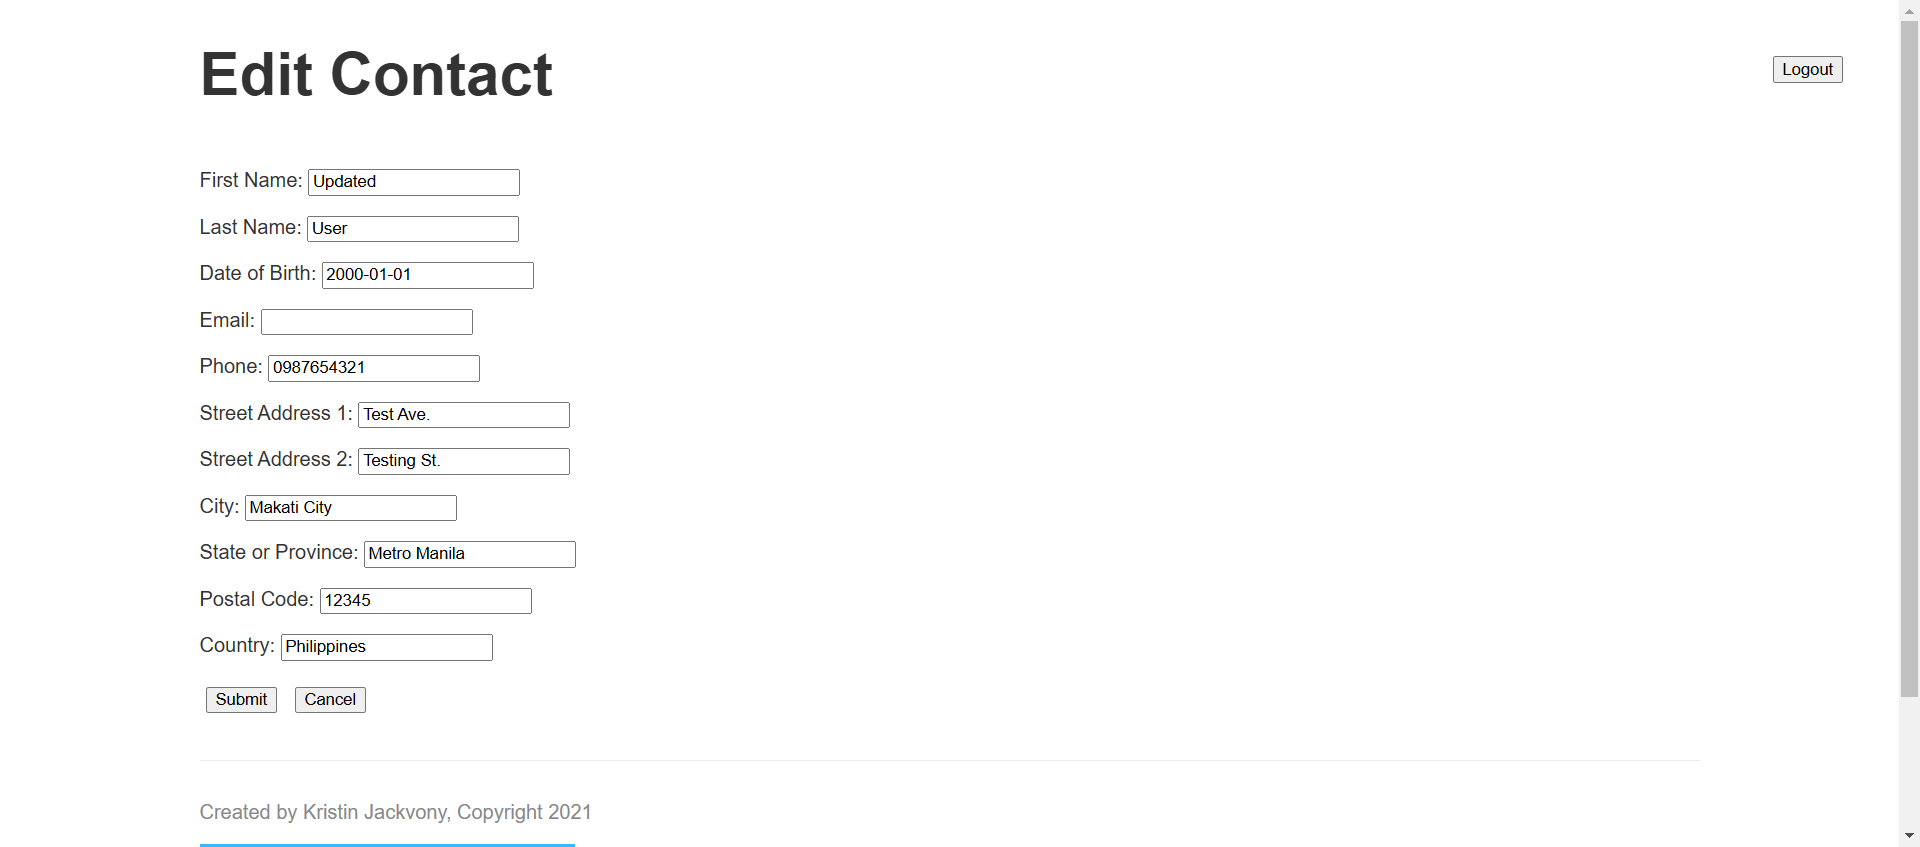 Edit Contact
Logout
First Name: Updated
Last Name: User
Date of Birth: 2000-01-01
Email:
Phone: 0987654321
Street Address 1: Test Ave.
Street Address 2: Testing St.
City: Makati City
State or Province: Metro Manila
Postal Code: 12345
Country: Philippines
Submit Cancel
Created by Kristin Jackvony, Copyright 2021